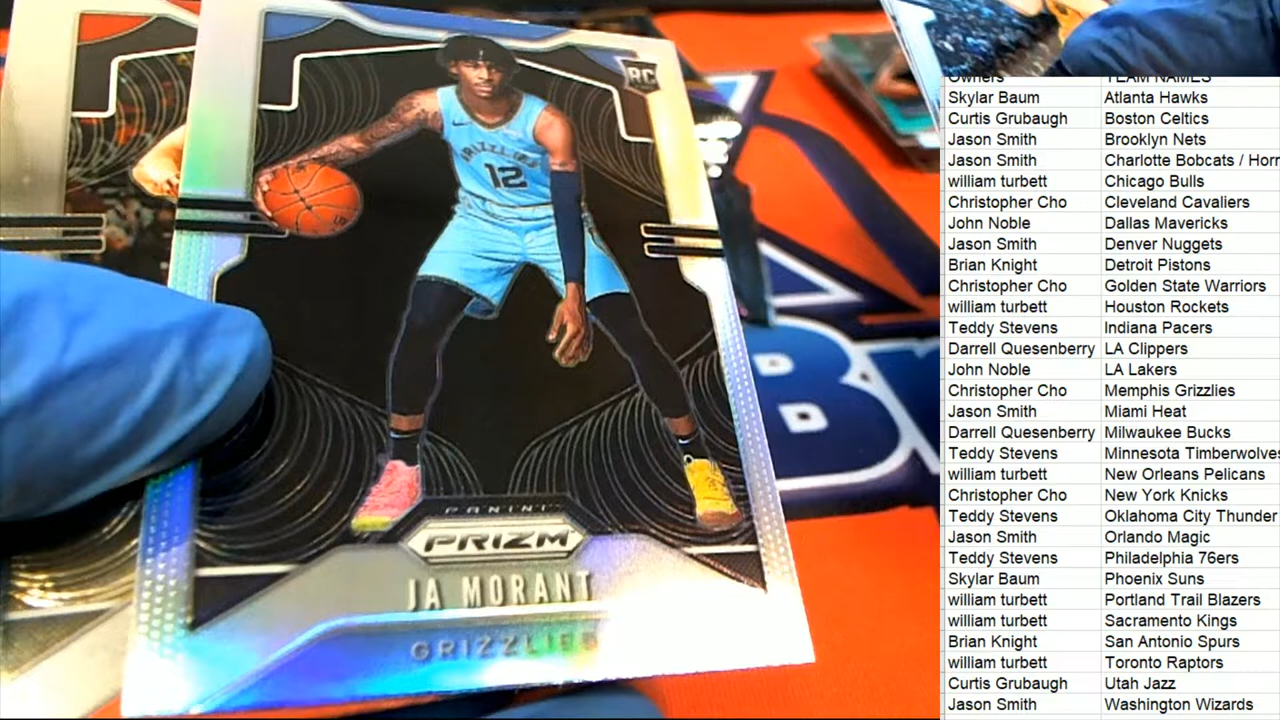 RC
GRIZZLIES
12
PANINI
PRIZM
JA MORANT
GRIZZLIES
B
Owners TEAM NAMES
Skylar Baum Atlanta Hawks
Curtis Grubaugh Boston Celtics
Jason Smith Brooklyn Nets
Jason Smith Charlotte Bobcats / Horn
william turbett Chicago Bulls
Christopher Cho Cleveland Cavaliers
John Noble Dallas Mavericks
Jason Smith Denver Nuggets
Brian Knight Detroit Pistons
Christopher Cho Golden State Warriors
william turbett Houston Rockets
Teddy Stevens Indiana Pacers
Darrell Quesenberry LA Clippers
John Noble LA Lakers
Christopher Cho Memphis Grizzlies
Jason Smith Miami Heat
Darrell Quesenberry Milwaukee Bucks
Teddy Stevens Minnesota Timberwolves
william turbett New Orleans Pelicans
Christopher Cho New York Knicks
Teddy Stevens Oklahoma City Thunder
Jason Smith Orlando Magic
Teddy Stevens Philadelphia 76ers
Skylar Baum Phoenix Suns
william turbett Portland Trail Blazers
william turbett Sacramento Kings
Brian Knight San Antonio Spurs
william turbett Toronto Raptors
Curtis Grubaugh Utah Jazz
Jason Smith Washington Wizards